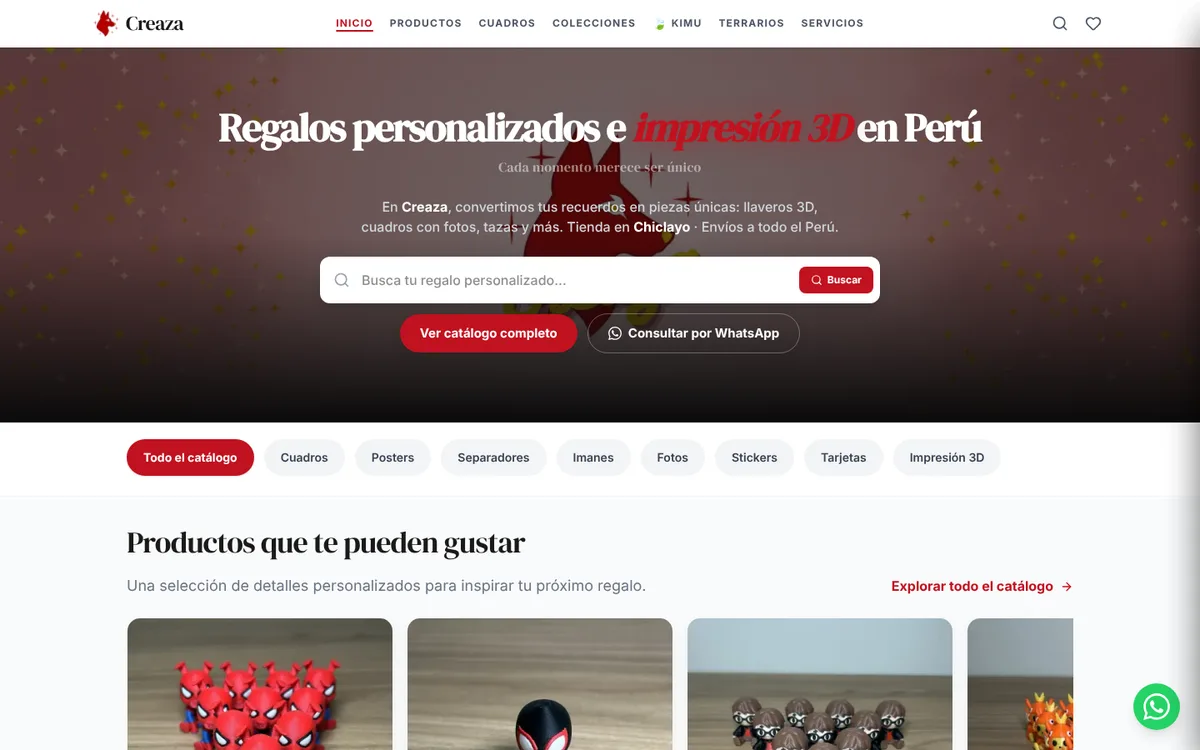 Creaza
INICIO
PRODUCTOS
CUADROS
COLECCIONES
KIMU
TERRARIOS
SERVICIOS
Regalos personalizados e impresión 3D en Perú
Cada momento merece ser único
En Creaza, convertimos tus recuerdos en piezas únicas: llaveros 3D,
cuadros con fotos, tazas y más. Tienda en Chiclayo · Envíos a todo el Perú.
Busca tu regalo personalizado...
Buscar
Ver catálogo completo
Consultar por WhatsApp
Todo el catálogo
Cuadros
Posters
Separadores
Imanes
Fotos
Stickers
Tarjetas
Impresión 3D
Productos que te pueden gustar
Una selección de detalles personalizados para inspirar tu próximo regalo.
Explorar todo el catálogo →